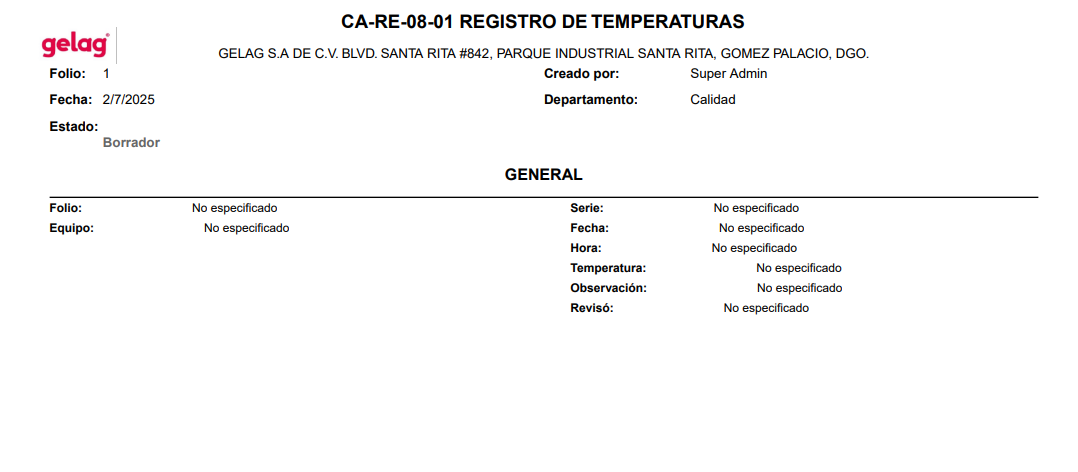 CA-RE-08-01 REGISTRO DE TEMPERATURAS
gelag
GELAG S.A DE C.V. BLVD. SANTA RITA #842, PARQUE INDUSTRIAL SANTA RITA, GOMEZ PALACIO, DGO.
Folio: 1 Creado por: Super Admin
Fecha: 2/7/2025 Departamento: Calidad
Estado:
Borrador
GENERAL
Folio: No especificado Serie: No especificado
Equipo: No especificado Fecha: No especificado
Hora: No especificado
Temperatura: No especificado
Observación: No especificado
Revisó: No especificado